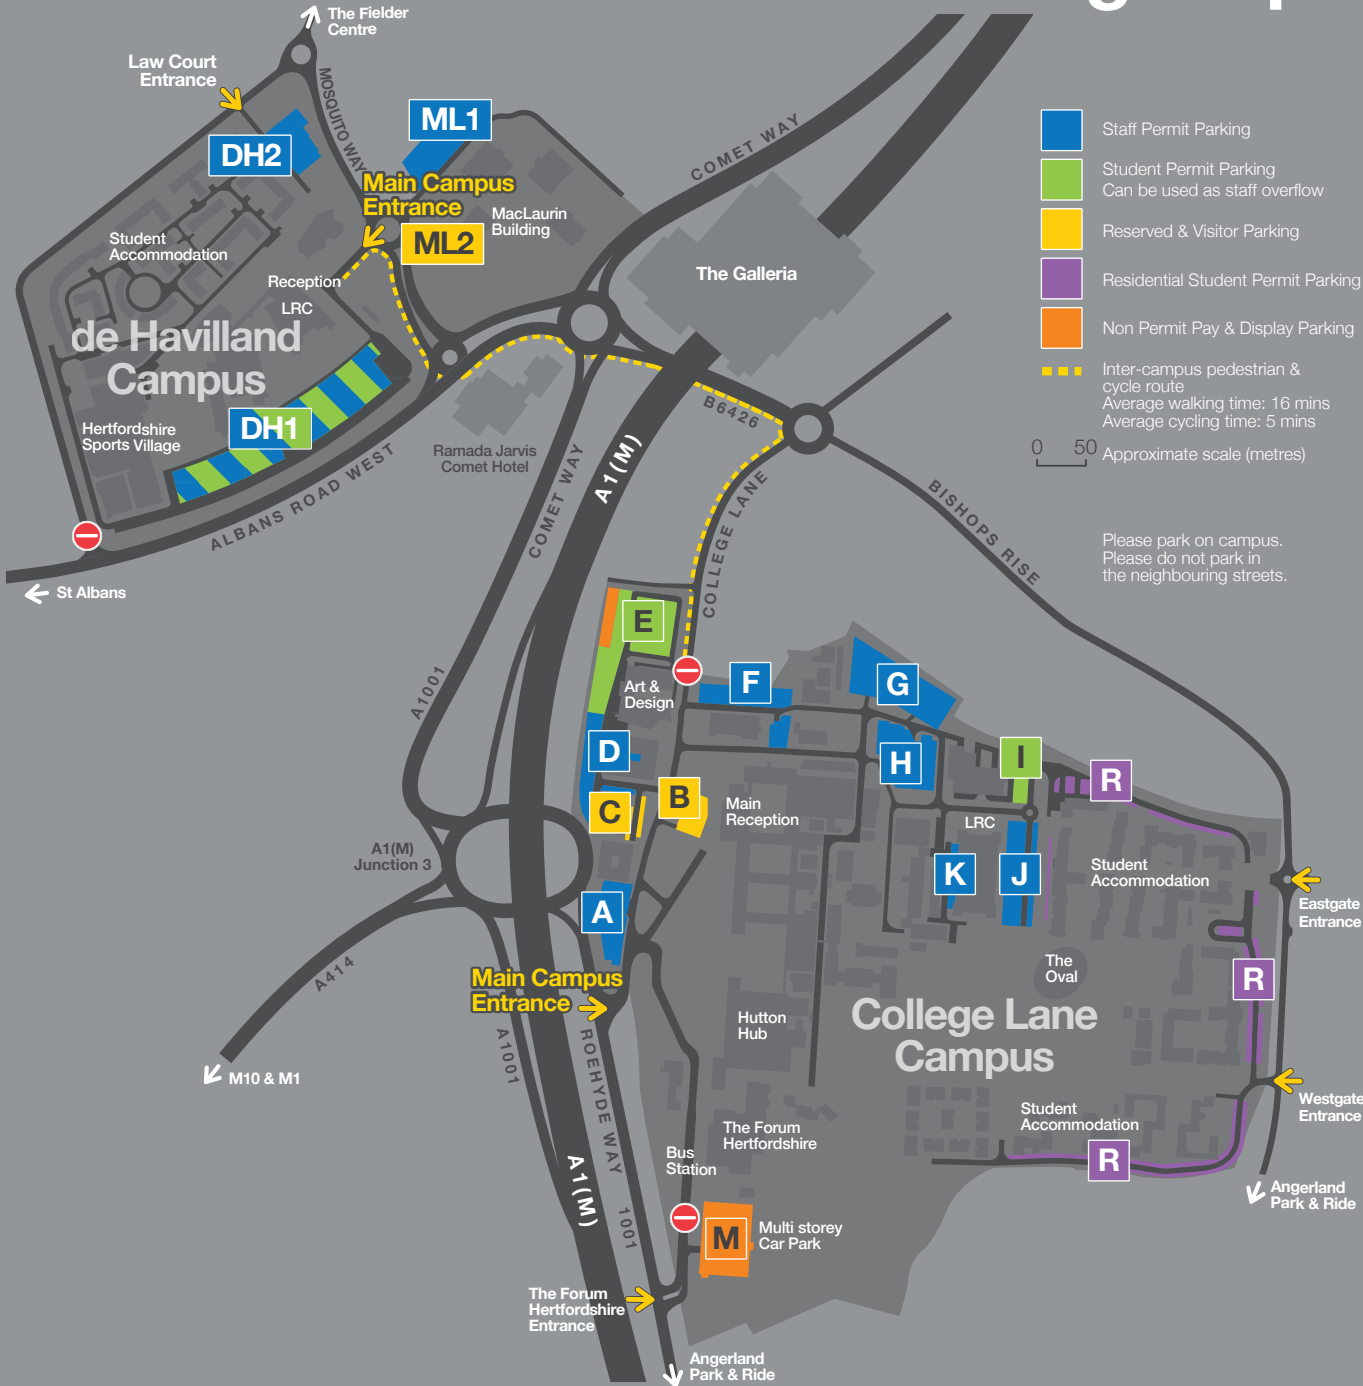 The Fielder
Centre
Law Court
Entrance
MOSQUITO WAY
ML1
DH2
Main Campus
Entrance
MacLaurin
Building
ML2
Student
Accommodation
Reception
LRC
de Havilland
Campus
Hertfordshire
Sports Village
DH1
ALBANS ROAD WEST
St Albans
Ramada Jarvis
Comet Hotel
COMET WAY
The Galleria
COMET WAY
A1(M)
B6426
COLLEGE LANE
BISHOPS RISE
Staff Permit Parking
Student Permit Parking
Can be used as staff overflow
Reserved & Visitor Parking
Residential Student Permit Parking
Non Permit Pay & Display Parking
Inter-campus pedestrian &
cycle route
Average walking time: 16 mins
Average cycling time: 5 mins
0 50
Approximate scale (metres)
Please park on campus.
Please do not park in
the neighbouring streets.
A1001
E
Art &
Design
F
G
D
H
I
R
C
B
Main
Reception
LRC
K
J
Student
Accommodation
A1(M)
Junction 3
A
Eastgate
Entrance
A414
Main Campus
Entrance
The
Oval
R
College Lane
Campus
Hutton
Hub
M10 & M1
A1001
ROEHYDE WAY
1001
A1(M)
Westgate
Entrance
Student
Accommodation
R
The Forum
Hertfordshire
Bus
Station
Angerland
Park & Ride
M
Multi storey
Car Park
The Forum
Hertfordshire
Entrance
Angerland
Park & Ride